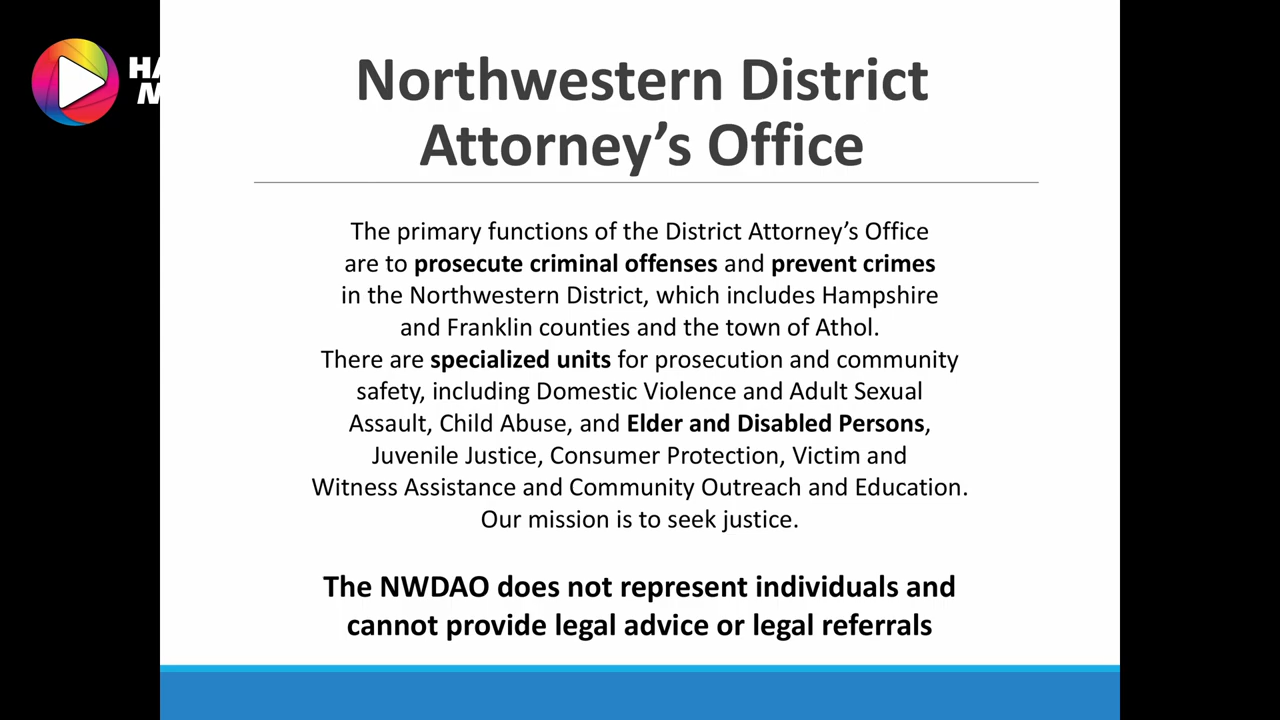 HA
M
Northwestern District
Attorney’s Office
The primary functions of the District Attorney’s Office
are to prosecute criminal offenses and prevent crimes
in the Northwestern District, which includes Hampshire
and Franklin counties and the town of Athol.
There are specialized units for prosecution and community
safety, including Domestic Violence and Adult Sexual
Assault, Child Abuse, and Elder and Disabled Persons,
Juvenile Justice, Consumer Protection, Victim and
Witness Assistance and Community Outreach and Education.
Our mission is to seek justice.
The NWDAO does not represent individuals and
cannot provide legal advice or legal referrals